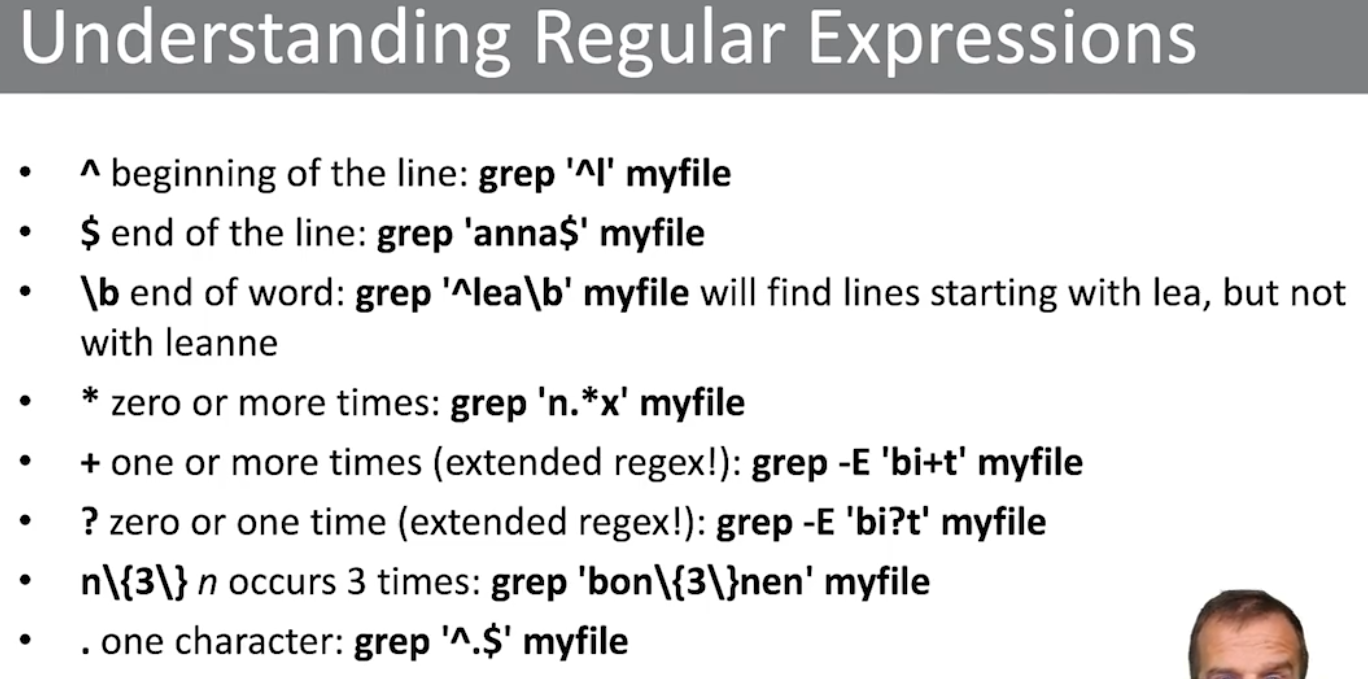 Understanding Regular Expressions
• ^ beginning of the line: grep '^l' myfile
• $ end of the line: grep 'anna$' myfile
• \b end of word: grep '^lea\b' myfile will find lines starting with lea, but not
with leanne
• * zero or more times: grep 'n.*x' myfile
• + one or more times (extended regex!): grep -E 'bi+t' myfile
• ? zero or one time (extended regex!): grep -E 'bi?t' myfile
• n\{3\} n occurs 3 times: grep 'bon\{3\}nen' myfile
• . one character: grep '^.$' myfile